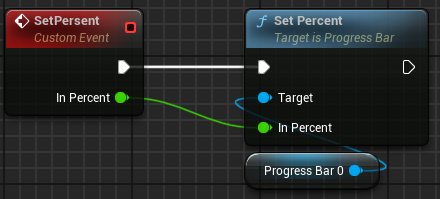 SetPersent
Custom Event
In Percent
f Set Percent
Target is Progress Bar
Target
In Percent
Progress Bar 0